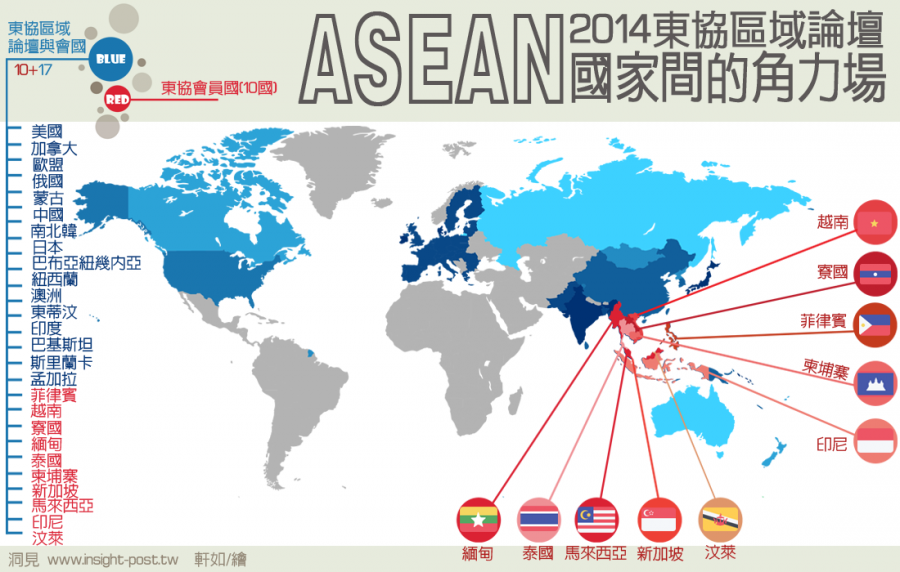 東協區域
論壇與會國
10+17
BLUE
RED
東協會員國(10國)
ASEAN
2014東協區域論壇
國家間的角力場
美國
加拿大
歐盟
俄國
蒙古
中國
南北韓
日本
巴布亞紐幾內亞
紐西蘭
澳洲
東蒂汶
印度
巴基斯坦
斯里蘭卡
孟加拉
菲律賓
越南
寮國
緬甸
泰國
柬埔寨
新加坡
馬來西亞
印尼
汶萊
越南
寮國
菲律賓
柬埔寨
印尼
緬甸
泰國
馬來西亞
新加坡
汶萊
洞見 www.insight-post.tw 軒如/繪